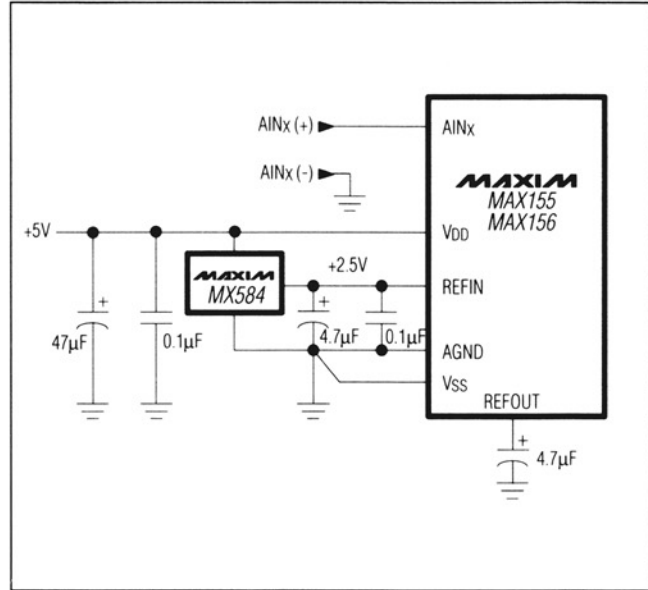 AINx (+)
AINx
AINx (-)
MAXIM
MAX155
MAX156
+5V
VDD
MAXIM
MX584
+2.5V
REFIN
+
47µF
0.1µF
+
4.7µF
0.1µF
AGND
VSS
REFOUT
+
4.7µF